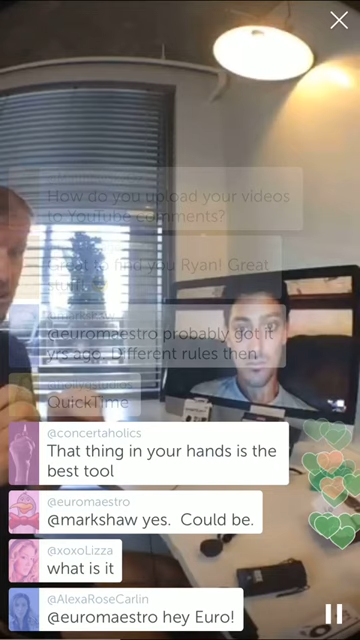 How do you upload your videos
to YouTube comments?
to find you Ryan! Great
stuff.
@euromaestro probably got it
yrs ago. Different rules then
QuickTime
@concertaholics
That thing in your hands is the
best tool
@euromaestro
@markshaw yes. Could be.
@xoxoLizza
what is it
@AlexaRoseCarlin
@euromaestro hey Euro!